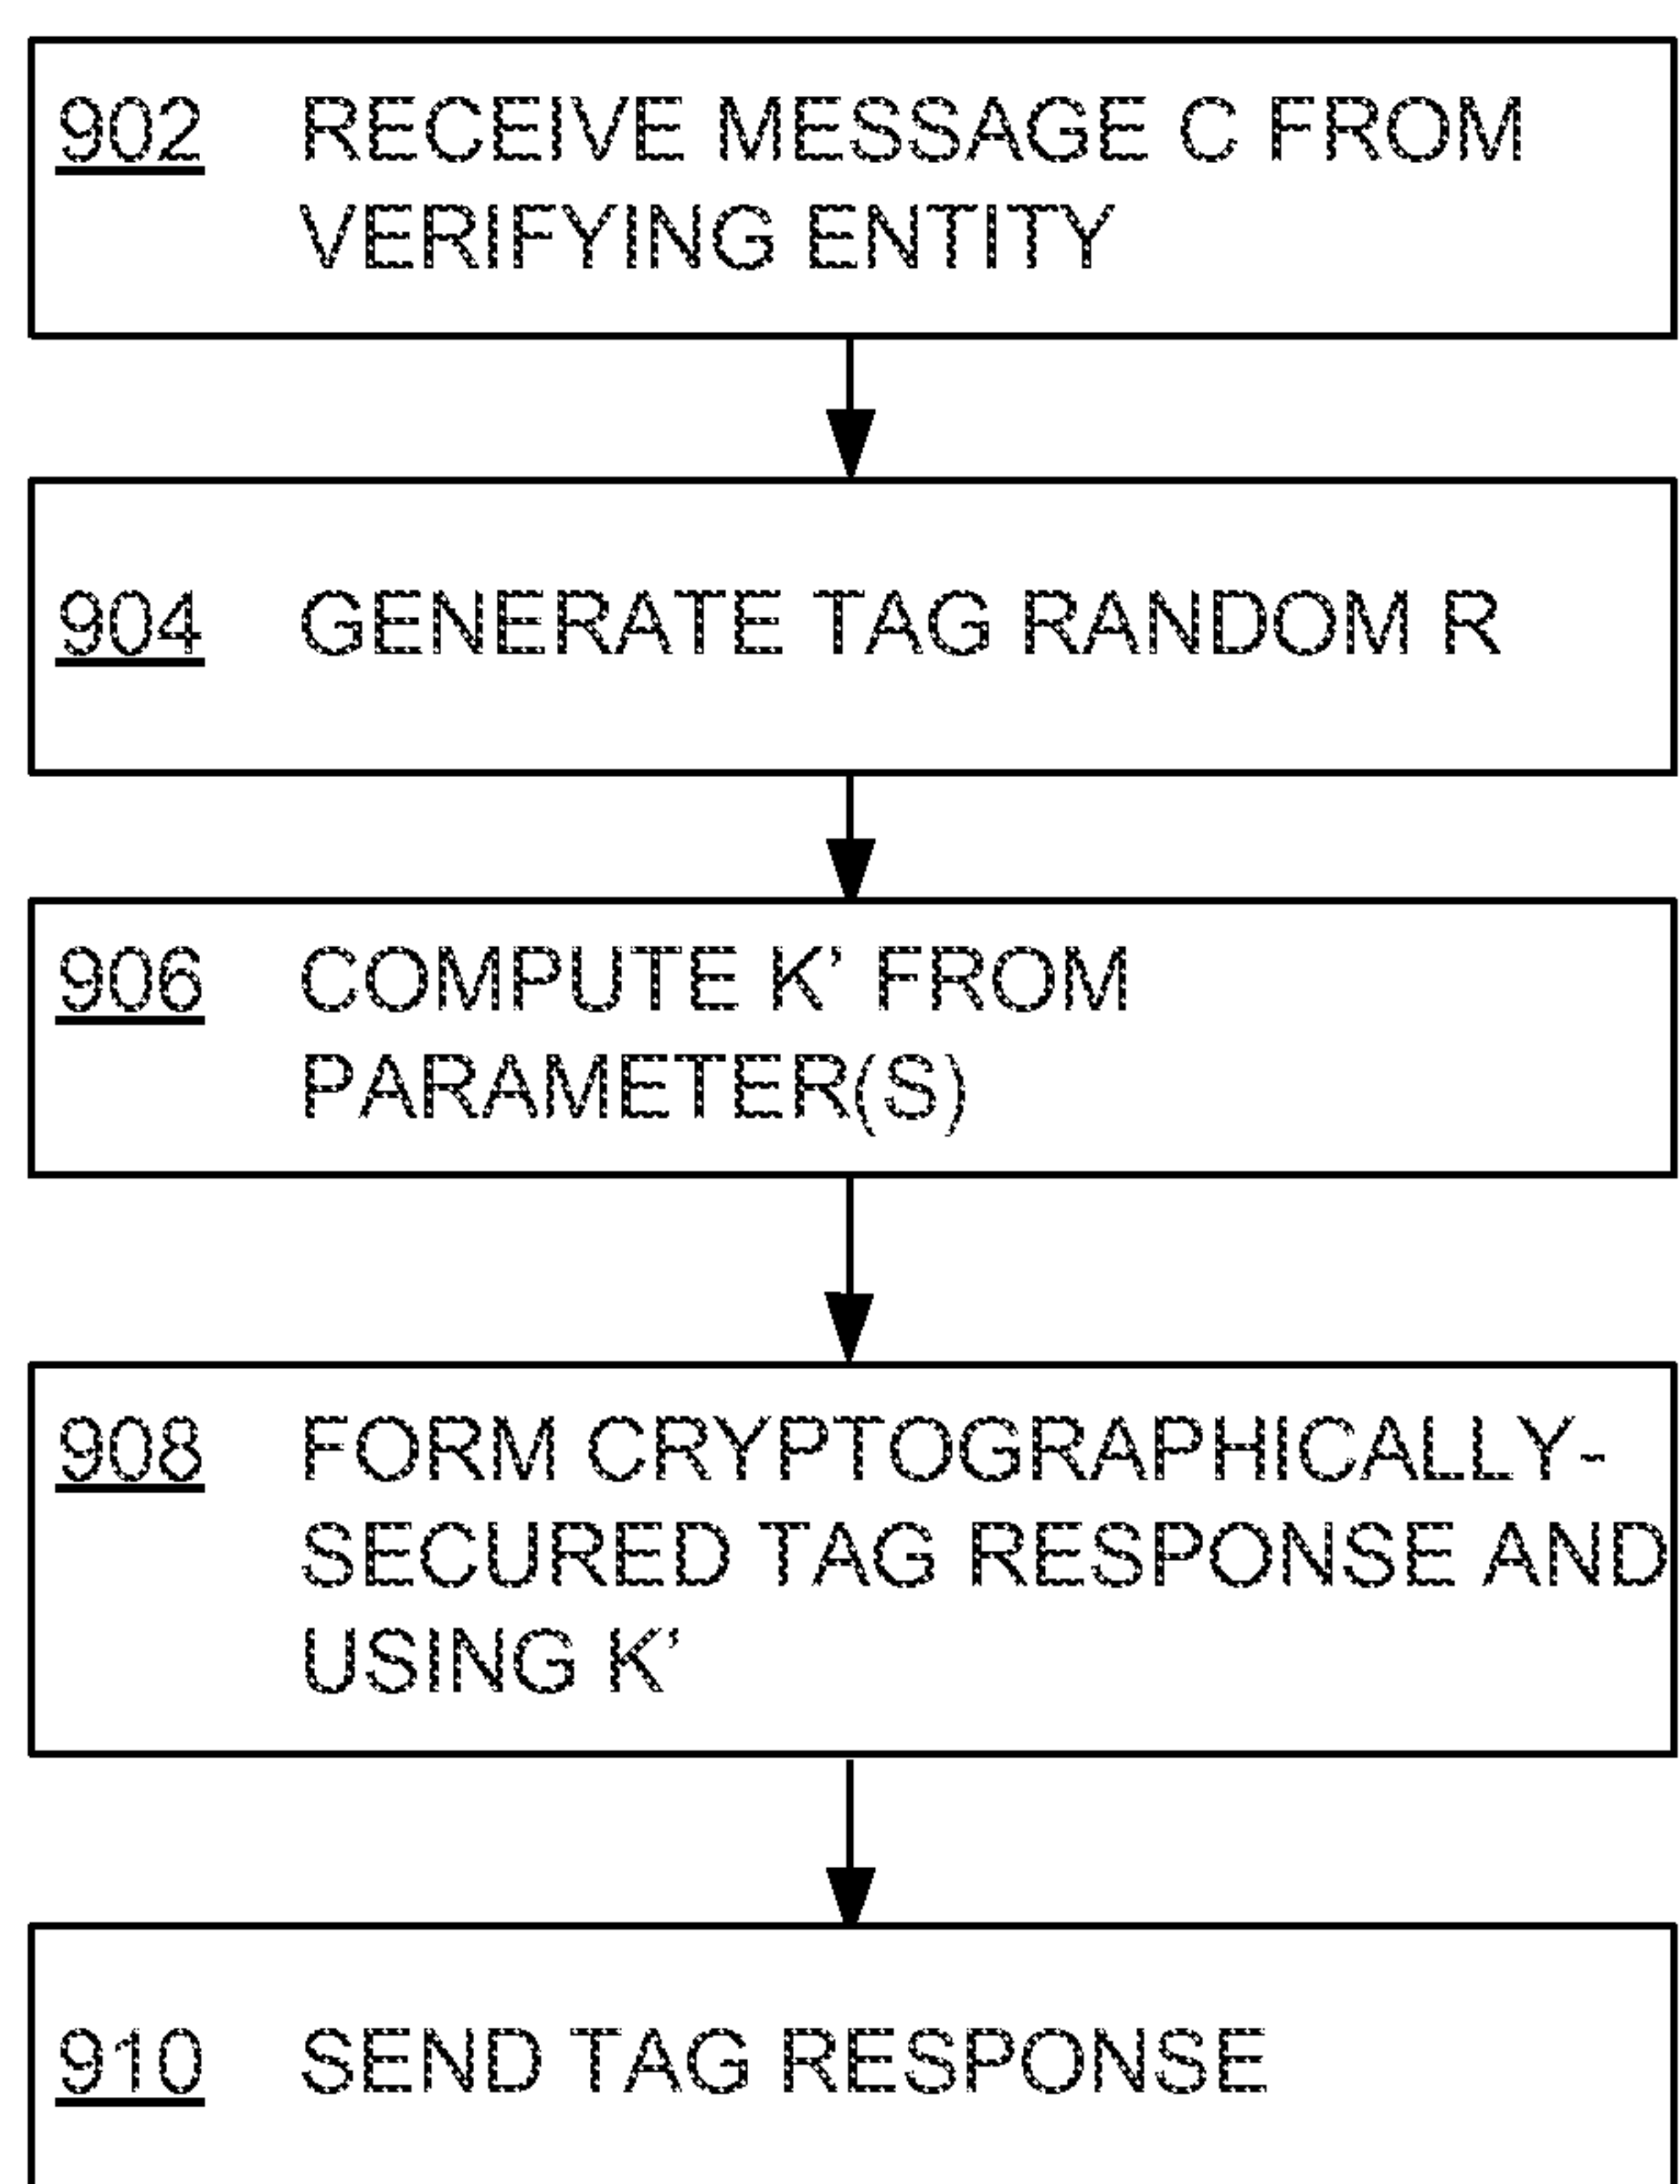 902 RECEIVE MESSAGE C FROM
VERIFYING ENTITY
904 GENERATE TAG RANDOM R
906 COMPUTE K’ FROM
PARAMETER(S)
908 FORM CRYPTOGRAPHICALLY-
SECURED TAG RESPONSE AND
USING K’
910 SEND TAG RESPONSE